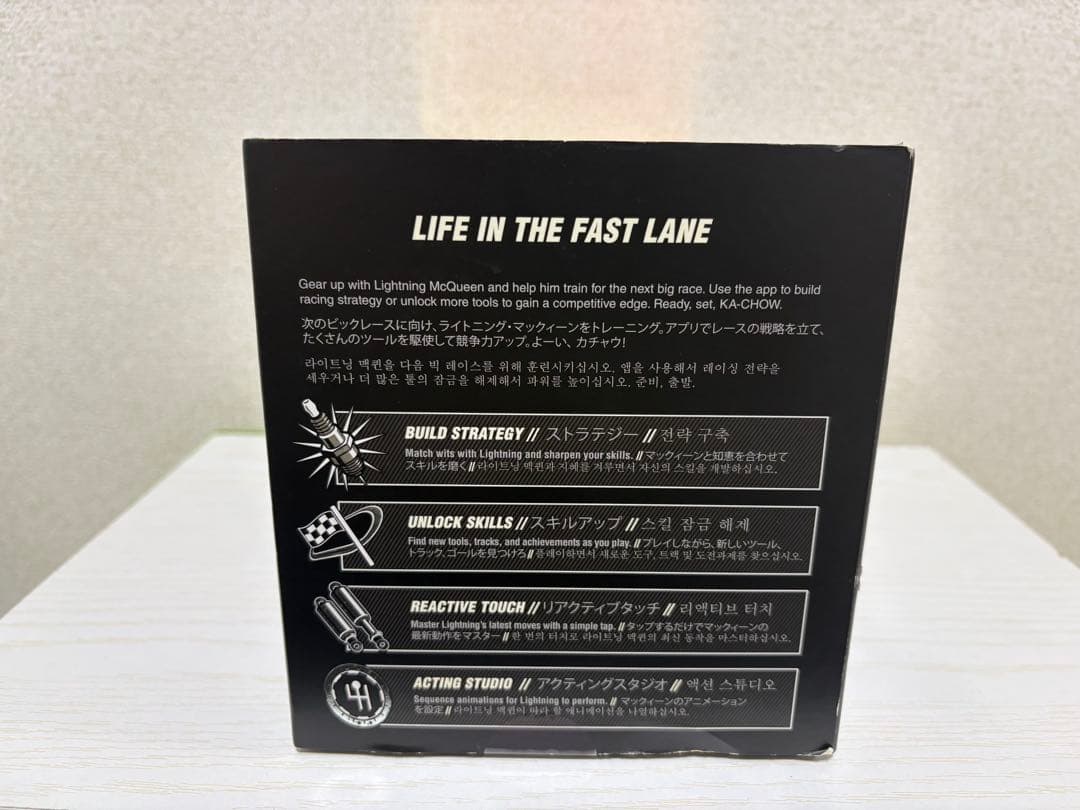 LIFE IN THE FAST LANE
Gear up with Lightning McQueen and help him train for the next big race. Use the app to build
racing strategy or unlock more tools to gain a competitive edge. Ready, set, KA-CHOW.
次のビックレースに向け、ライトニング・マックィーンをトレーニング。アプリでレースの戦略を立て、
たくさんのツールを駆使して競争力アップ。よーい、カチャウ!
라이트닝 맥퀸을 다음 빅 레이스를 위해 훈련시키십시오. 앱을 사용해서 레이싱 전략을
세우거나 더 많은 툴의 잠금을 해제해서 파워를 높이십시오. 준비, 출발.
BUILD STRATEGY // ストラテジー // 전략 구축
Match wits with Lightning and sharpen your skills. // マックィーンと知恵を合わせて
スキルを磨く // 라이트닝 맥퀸과 지혜를 겨루면서 자신의 스킬을 개발하십시오.
UNLOCK SKILLS // スキルアップ // 스킬 잠금 해제
Find new tools, tracks, and achievements as you play. // プレイしながら、新しいツール、
トラック、ゴールを見つけろ // 플레이하면서 새로운 도구, 트랙 및 도전과제를 찾으십시오.
REACTIVE TOUCH // リアクティブタッチ // 리액티브 터치
Master Lightning's latest moves with a simple tap. // タップするだけでマックィーンの
最新動作をマスター // 한 번의 터치로 라이트닝 맥퀸의 최신 동작을 마스터하십시오.
ACTING STUDIO // アクティングスタジオ // 액션 스튜디오
Sequence animations for Lightning to perform. // マックィーンのアニメーション
を設定 // 라이트닝 맥퀸이 따라 할 애니메이션을 나열하십시오.